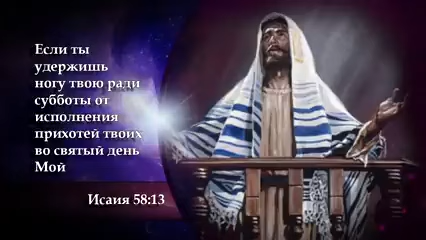 Если ты
удержишь
ногу твою ради
субботы от
исполнения
прихотей твоих
во святый день
Мой
Исаия 58:13